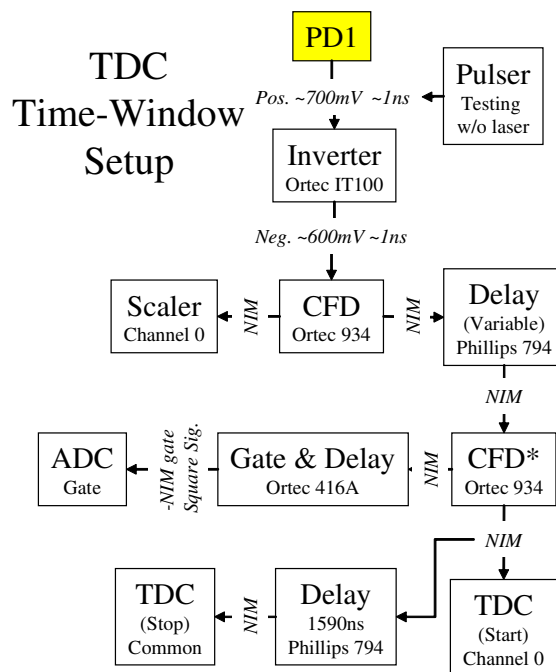 PD1
TDC
Time-Window
Setup
Pos. ~700mV ~1ns
Pulser
Testing
w/o laser
Inverter
Ortec IT100
Neg. ~600mV ~1ns
Scaler
Channel 0
NIM
CFD
Ortec 934
NIM
Delay
(Variable)
Phillips 794
NIM
ADC
Gate
-NIM gate
Square Sig.
Gate & Delay
Ortec 416A
NIM
CFD*
Ortec 934
NIM
TDC
(Stop)
Common
NIM
Delay
1590ns
Phillips 794
TDC
(Start)
Channel 0